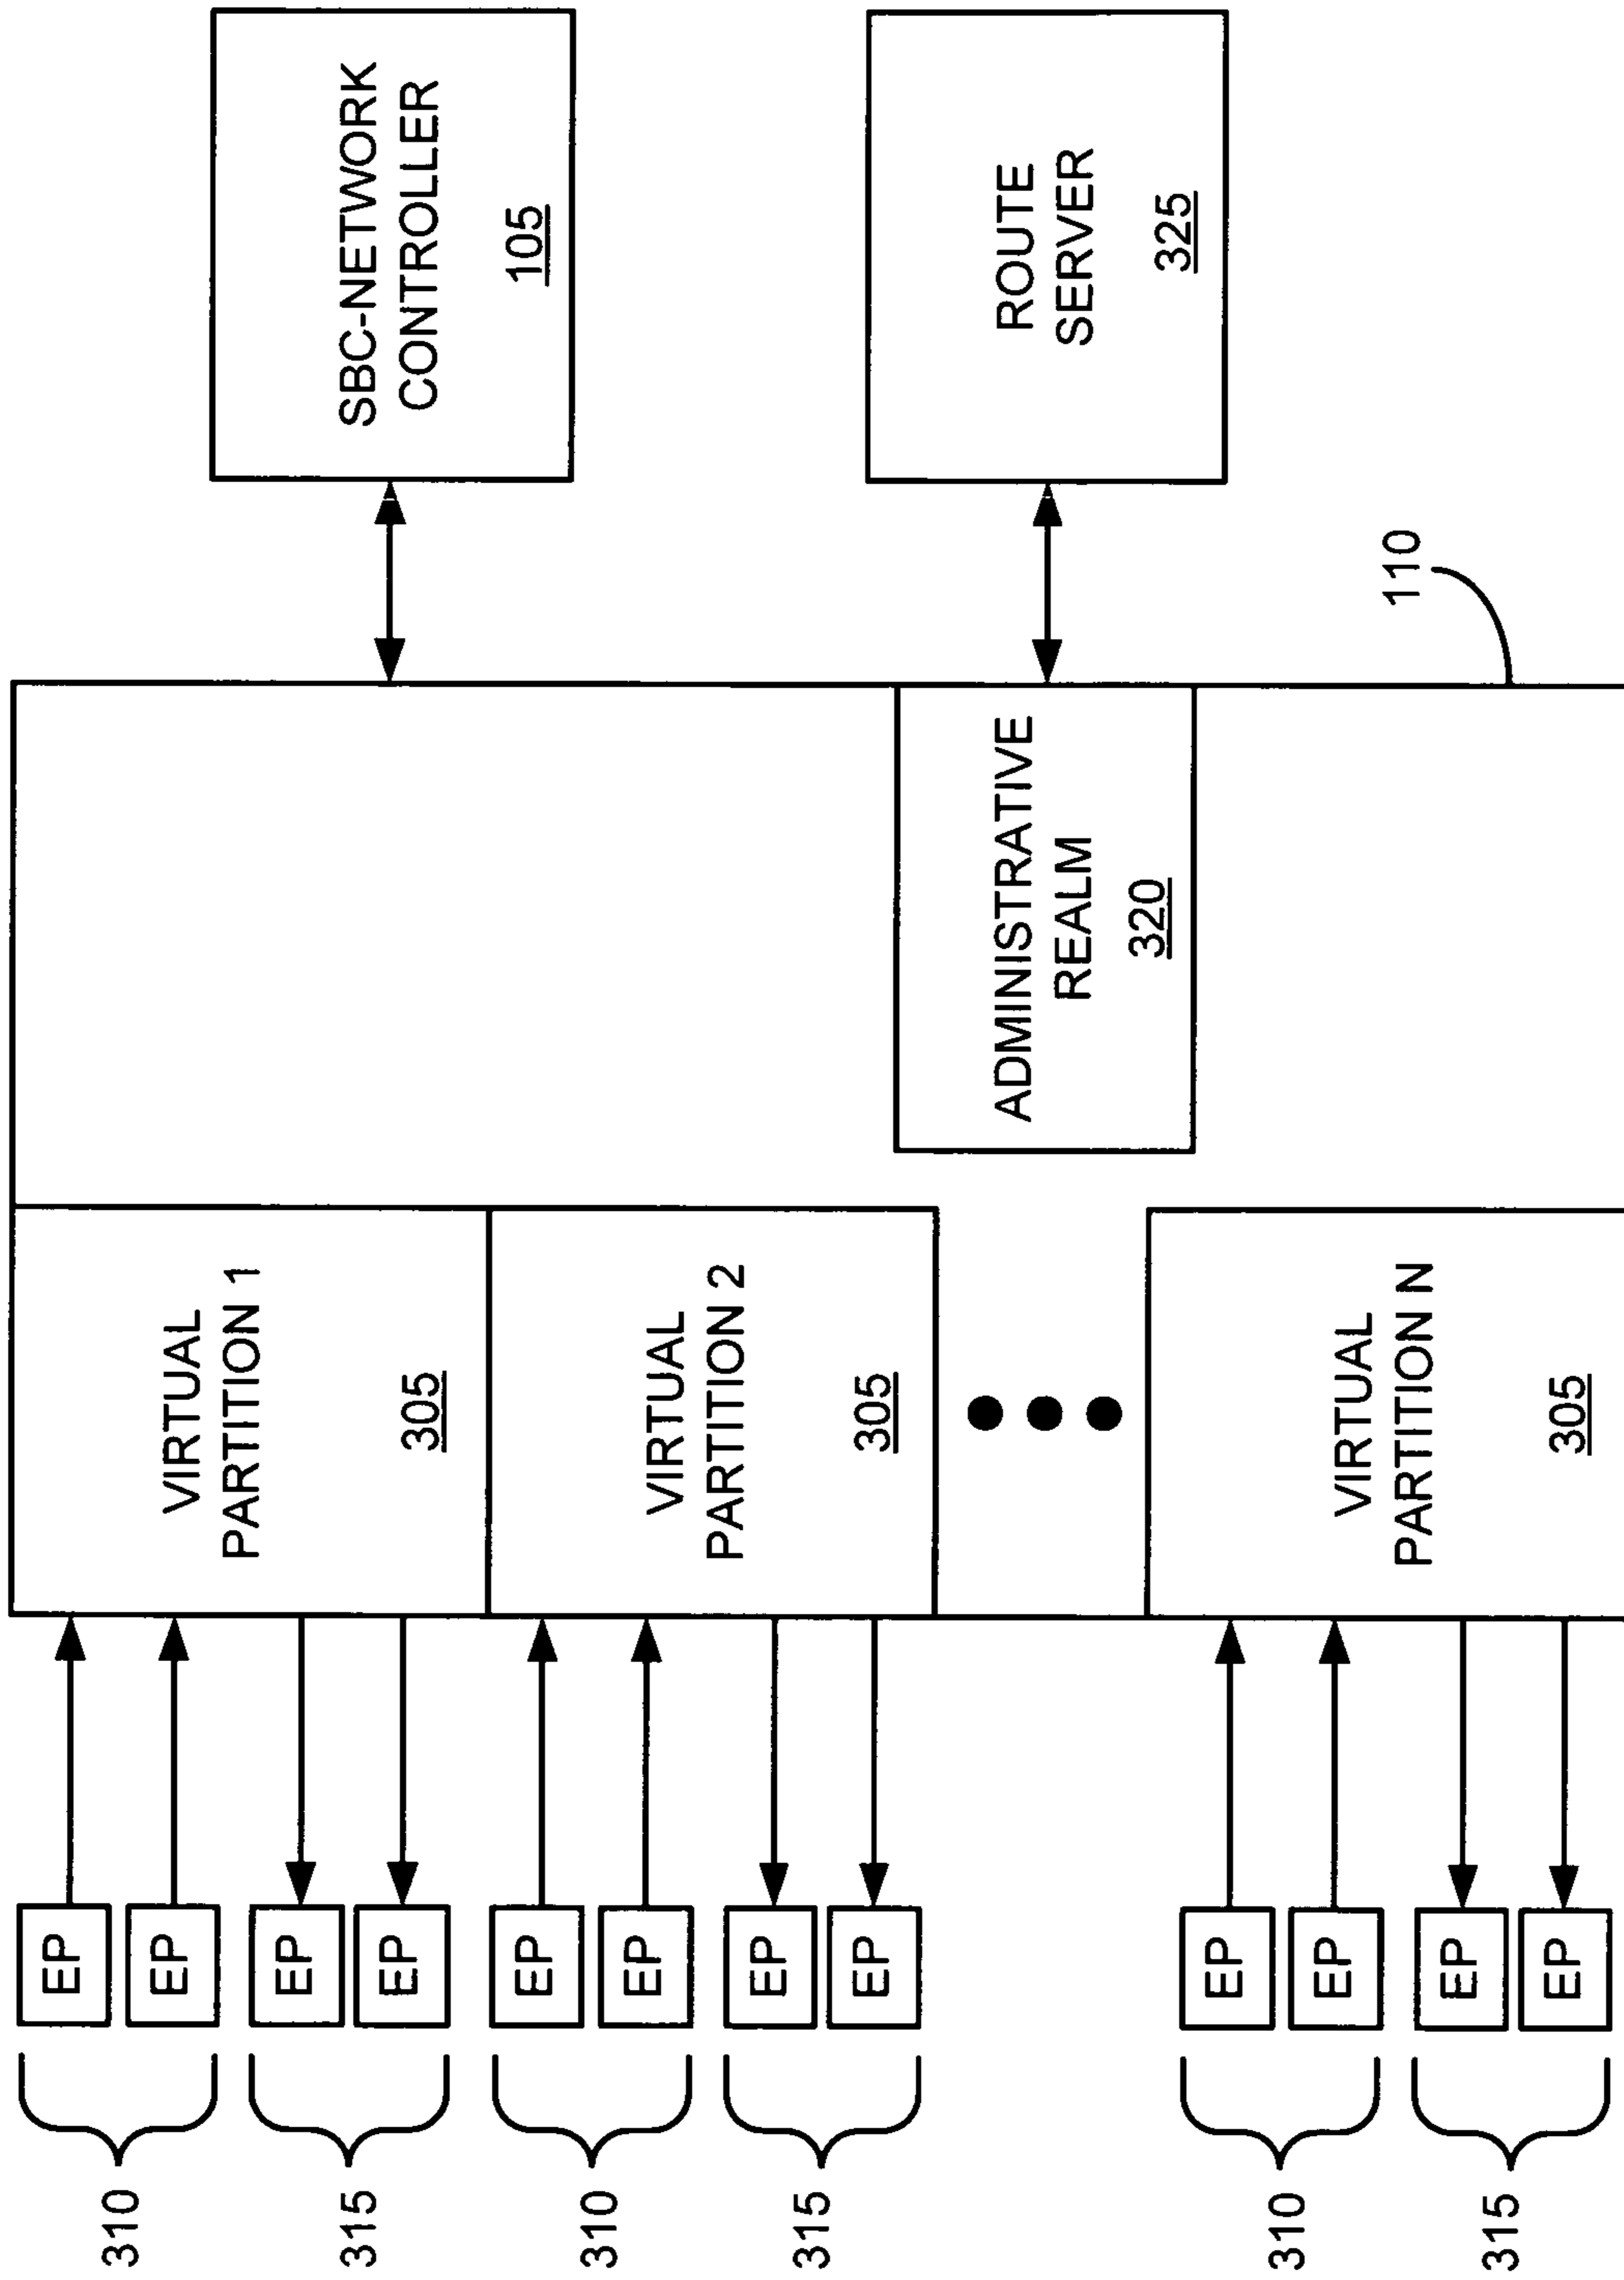 310
EP
EP
VIRTUAL
PARTITION 1
305
SBC-NETWORK
CONTROLLER
105
315
EP
EP
310
EP
EP
VIRTUAL
PARTITION 2
305
315
EP
EP
ADMINISTRATIVE
REALM
320
ROUTE
SERVER
325
310
EP
EP
VIRTUAL
PARTITION N
305
110
315
EP
EP